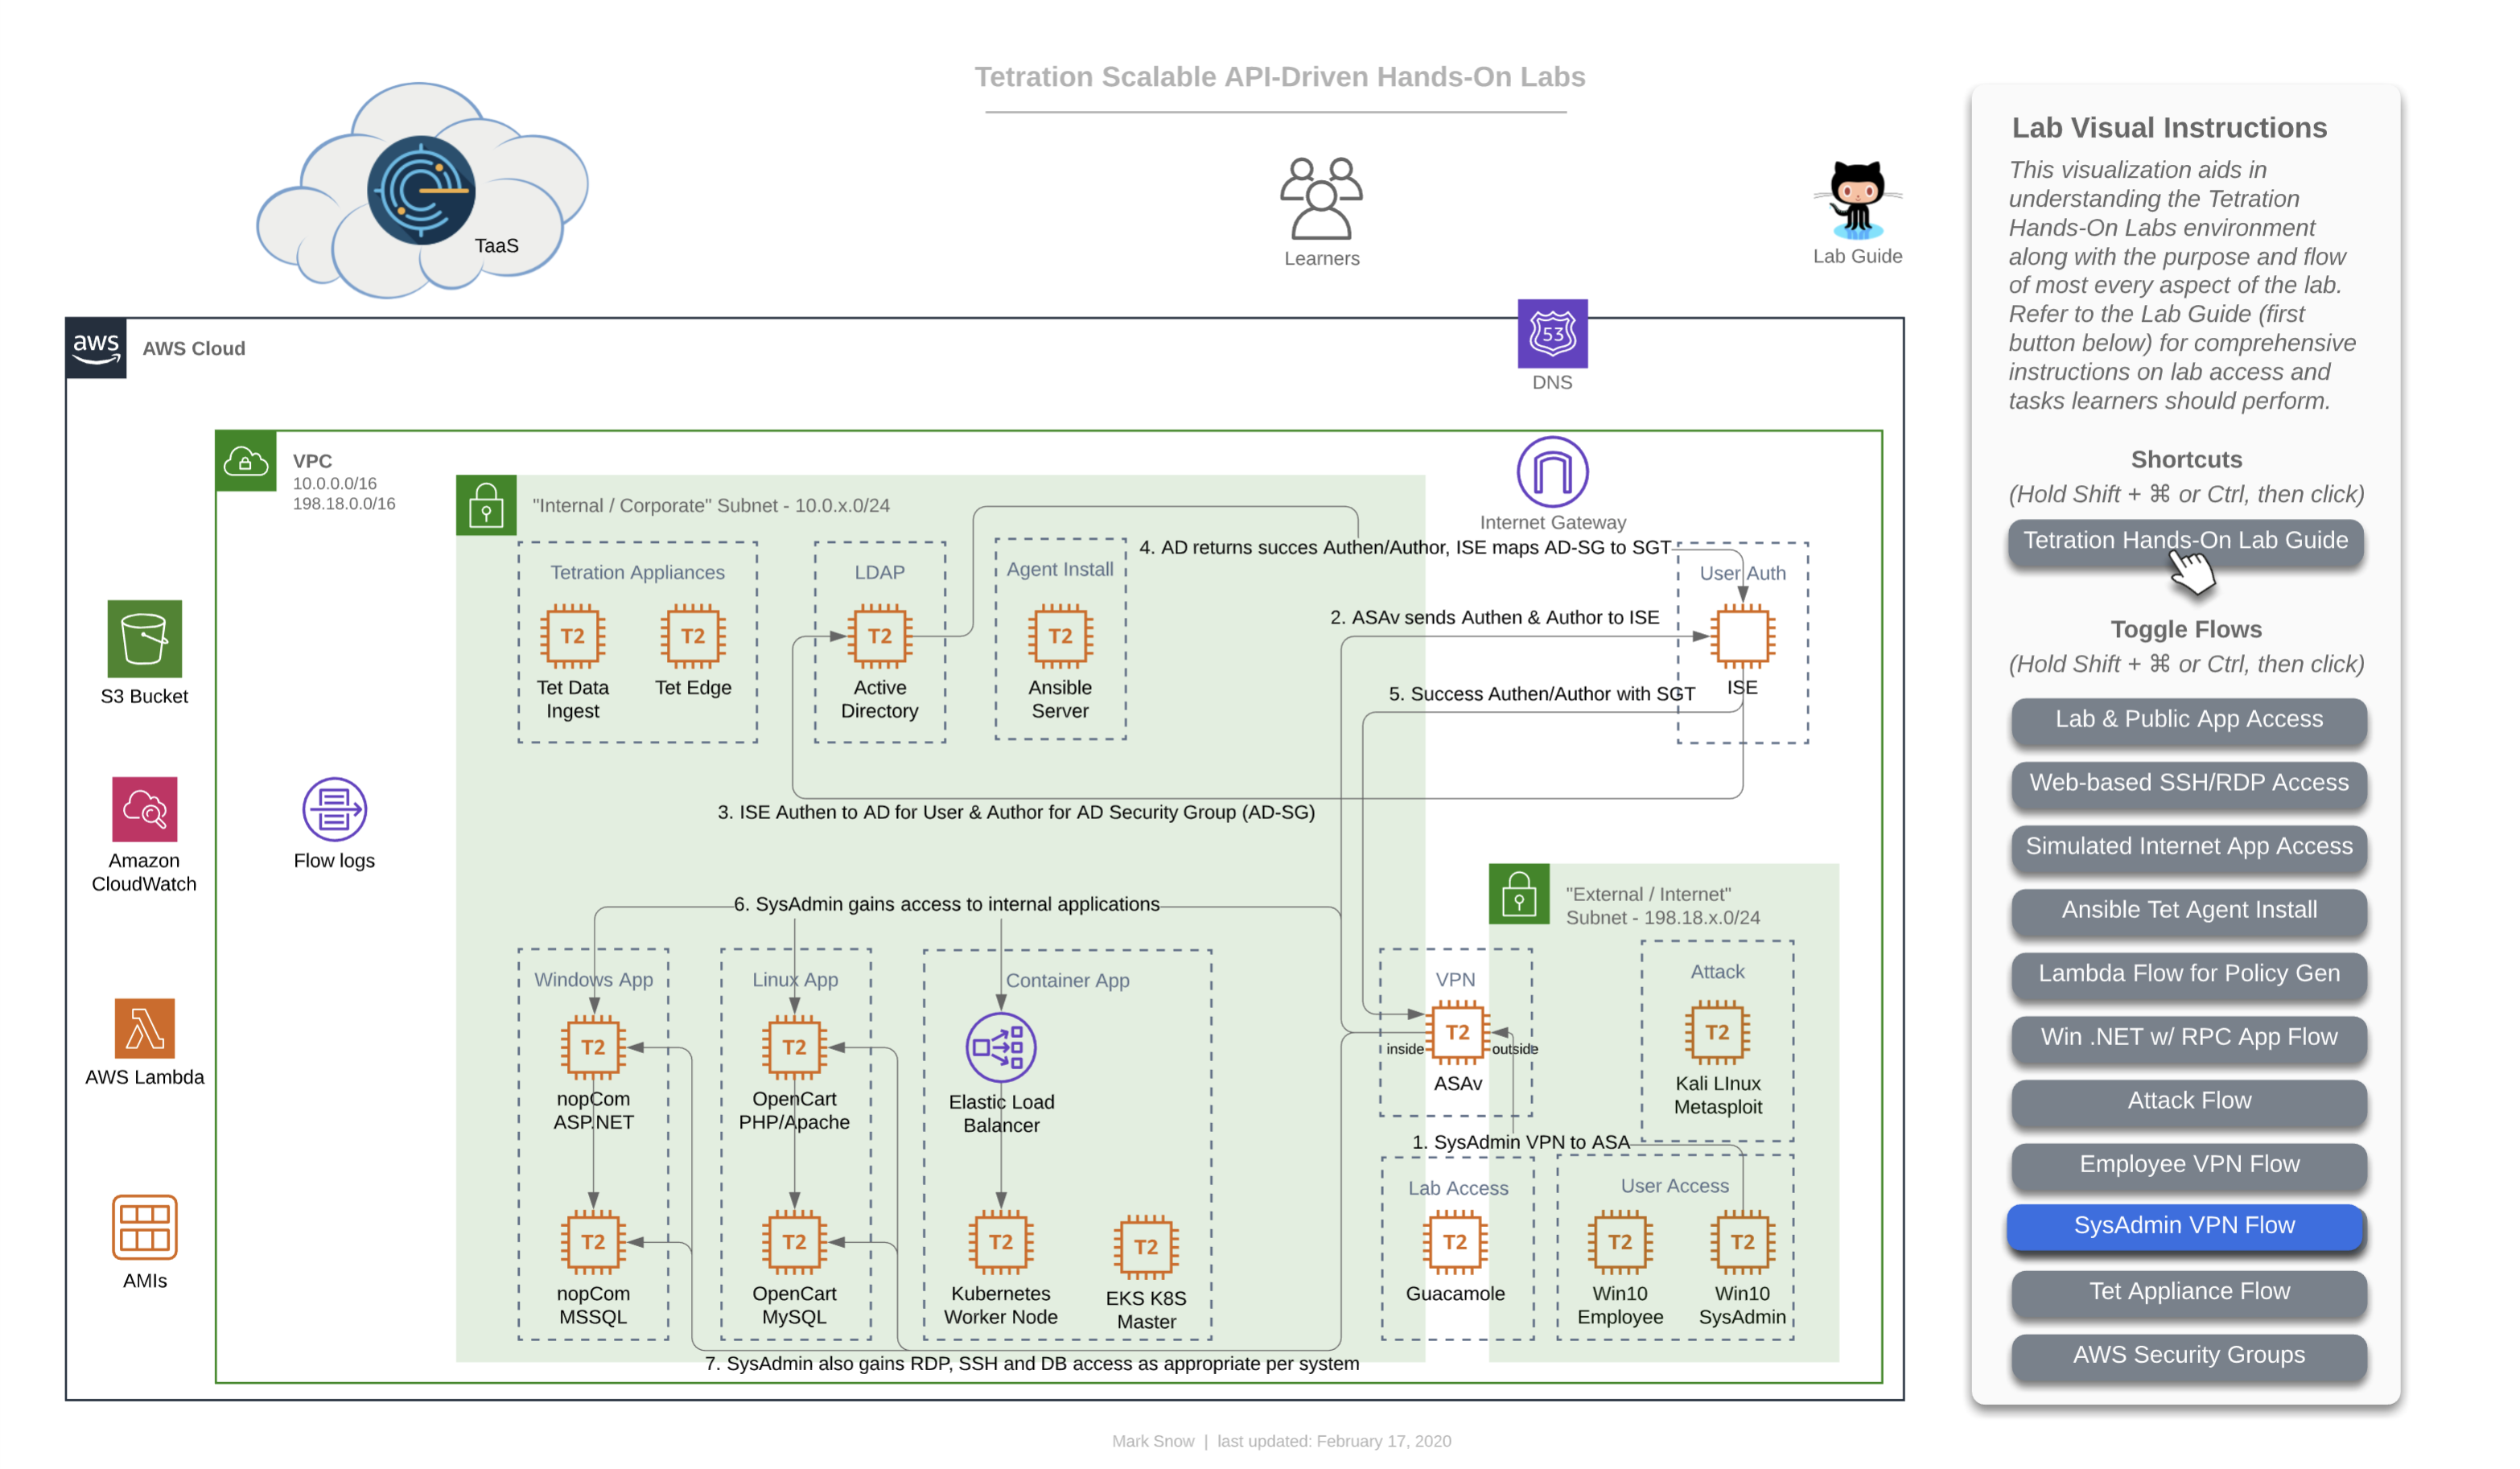 Tetration Scalable API-Driven Hands-On Labs
TaaS
Learners
Lab Guide
aws
AWS Cloud
53
DNS
VPC
10.0.0.0/16
198.18.0.0/16
"Internal / Corporate" Subnet - 10.0.x.0/24
Internet Gateway
4. AD returns succes Authen/Author, ISE maps AD-SG to SGT
Tetration Appliances
LDAP
Agent Install
User Auth
T2
T2
T2
T2
2. ASAv sends Authen & Author to ISE
Tet Data
Ingest
Tet Edge
Active
Directory
Ansible
Server
5. Success Authen/Author with SGT
ISE
S3 Bucket
3. ISE Authen to AD for User & Author for AD Security Group (AD-SG)
Amazon
CloudWatch
Flow logs
6. SysAdmin gains access to internal applications
"External / Internet"
Subnet - 198.18.x.0/24
Windows App
Linux App
Container App
VPN
Attack
T2
T2
T2
T2
inside
outside
ASAv
Kali LInux
Metasploit
AWS Lambda
nopCom
ASP.NET
OpenCart
PHP/Apache
Elastic Load
Balancer
1. SysAdmin VPN to ASA
Lab Access
User Access
T2
T2
T2
T2
T2
T2
T2
AMIs
nopCom
MSSQL
OpenCart
MySQL
Kubernetes
Worker Node
EKS K8S
Master
Guacamole
Win10
Employee
Win10
SysAdmin
7. SysAdmin also gains RDP, SSH and DB access as appropriate per system
Mark Snow | last updated: February 17, 2020
Lab Visual Instructions
This visualization aids in
understanding the Tetration
Hands-On Labs environment
along with the purpose and flow
of most every aspect of the lab.
Refer to the Lab Guide (first
button below) for comprehensive
instructions on lab access and
tasks learners should perform.
Shortcuts
(Hold Shift + ⌘ or Ctrl, then click)
Tetration Hands-On Lab Guide
Toggle Flows
(Hold Shift + ⌘ or Ctrl, then click)
Lab & Public App Access
Web-based SSH/RDP Access
Simulated Internet App Access
Ansible Tet Agent Install
Lambda Flow for Policy Gen
Win .NET w/ RPC App Flow
Attack Flow
Employee VPN Flow
SysAdmin VPN Flow
Tet Appliance Flow
AWS Security Groups